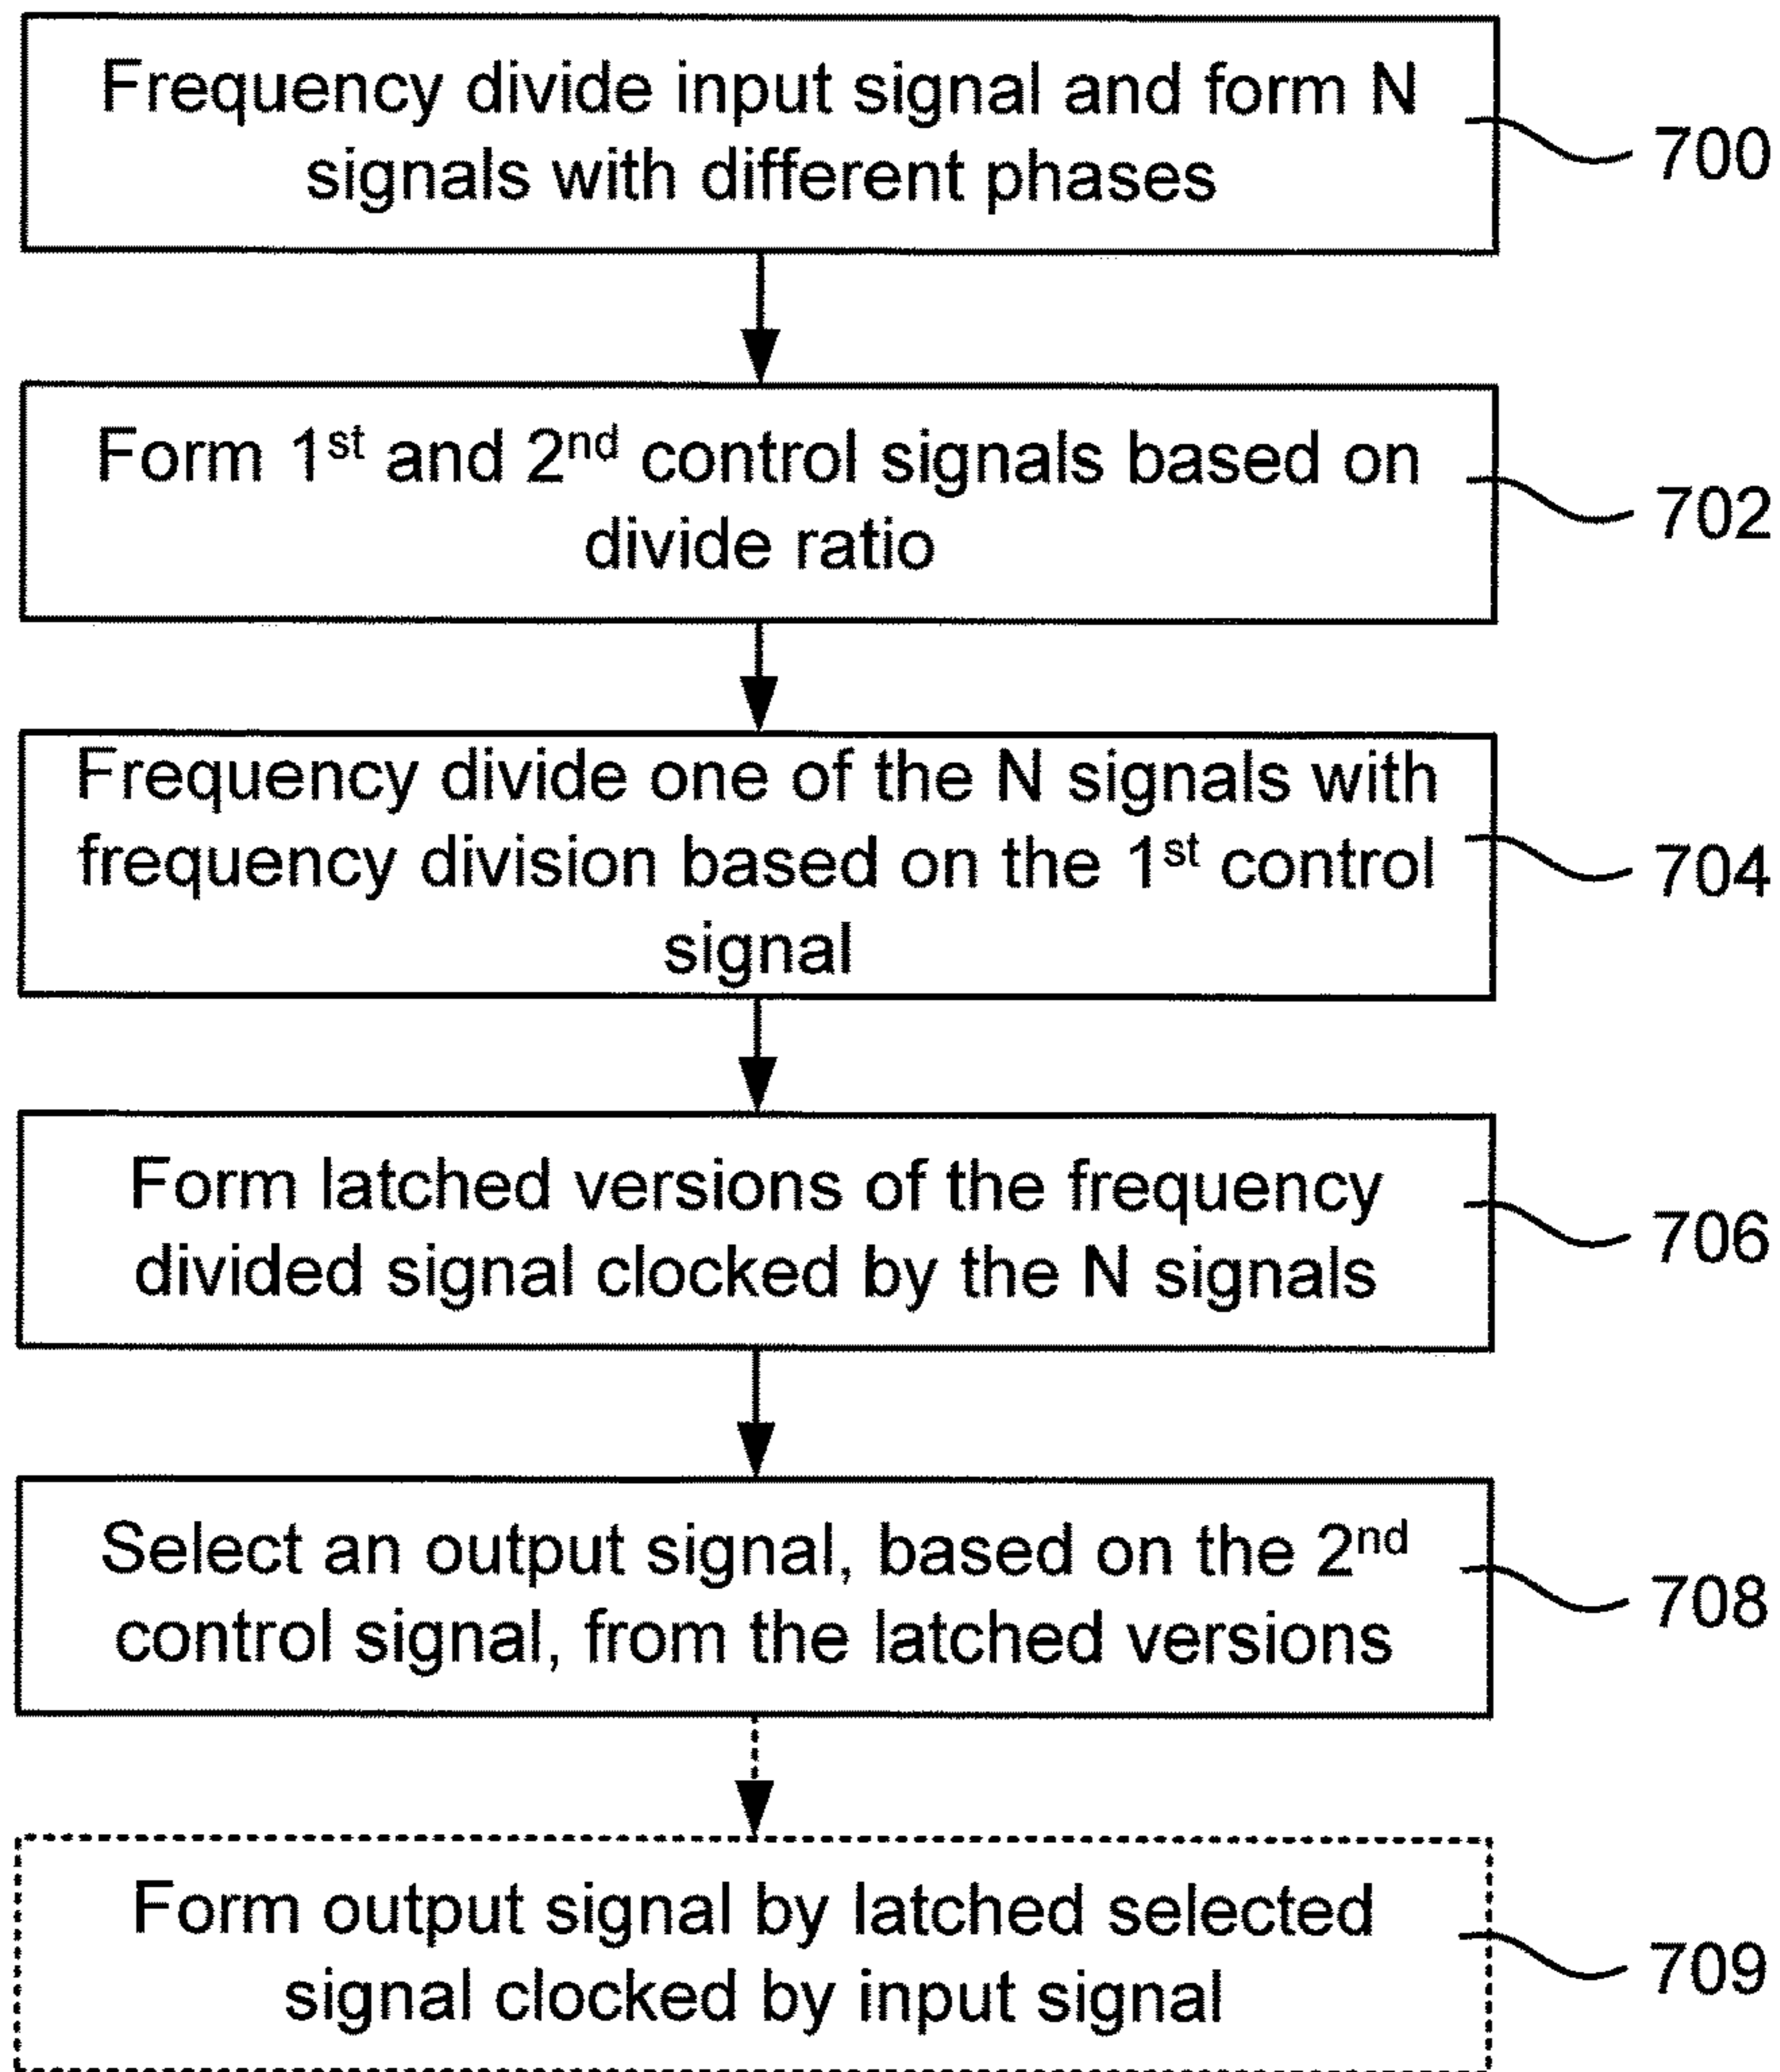 Frequency divide input signal and form N
signals with different phases
700
Form 1st and 2nd control signals based on
divide ratio
702
Frequency divide one of the N signals with
frequency division based on the 1st control
signal
704
Form latched versions of the frequency
divided signal clocked by the N signals
706
Select an output signal, based on the 2nd
control signal, from the latched versions
708
Form output signal by latched selected
signal clocked by input signal
709